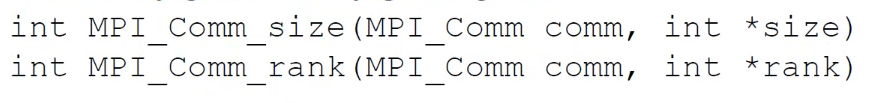 int MPI_Comm_size(MPI_Comm comm, int *size)
int MPI_Comm_rank(MPI_Comm comm, int *rank)